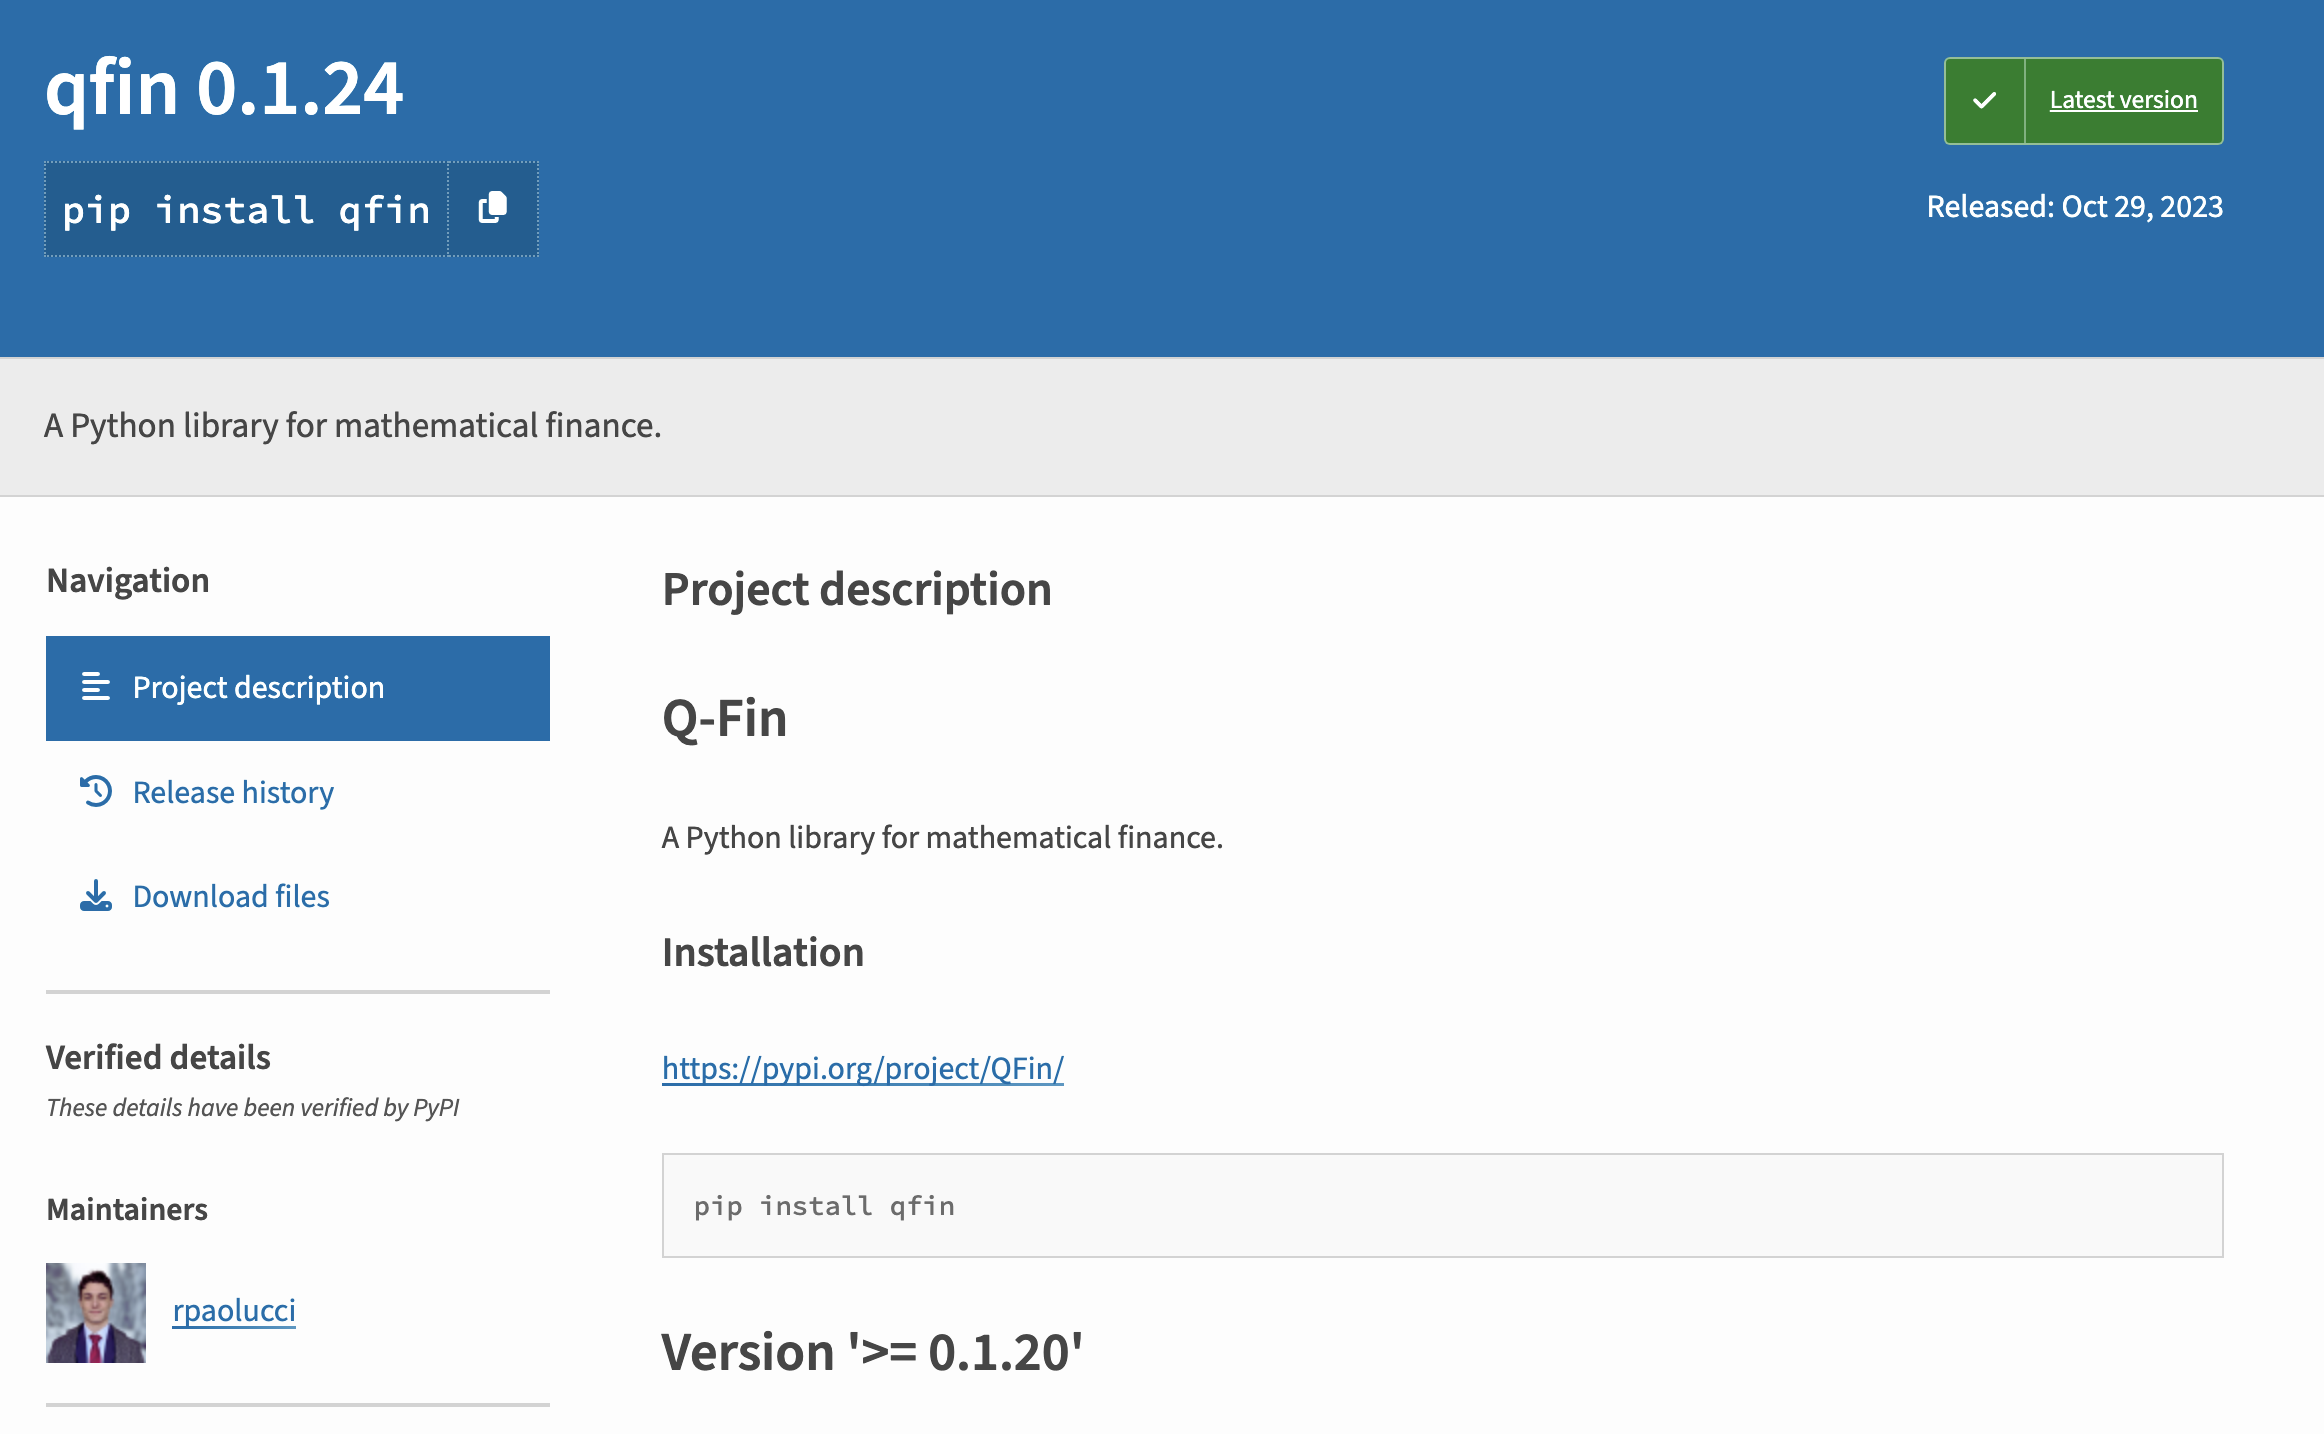 qfin 0.1.24
pip install qfin
Latest version
Released: Oct 29, 2023
A Python library for mathematical finance.
Navigation
Project description
Release history
Download files
Verified details
These details have been verified by PyPI
Maintainers
rpaolucci
Project description
Q-Fin
A Python library for mathematical finance.
Installation
https://pypi.org/project/QFin/
pip install qfin
Version '>= 0.1.20'